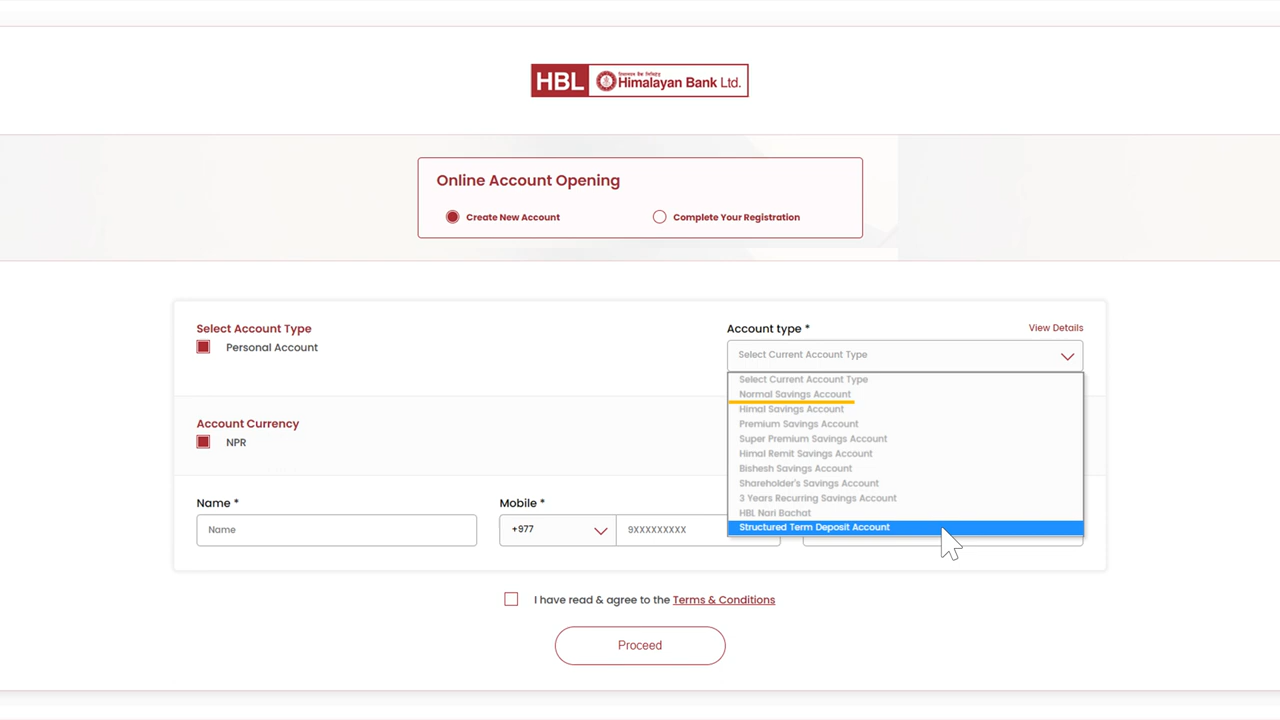 HBL
Himalayan Bank Ltd.
Online Account Opening
Create New Account
Complete Your Registration
Select Account Type
Personal Account
Account type *
View Details
Select Current Account Type
Select Current Account Type
Normal Savings Account
Himal Savings Account
Premium Savings Account
Super Premium Savings Account
Himal Remit Savings Account
Bishesh Savings Account
Shareholder's Savings Account
3 Years Recurring Savings Account
HBL Nari Bachat
Structured Term Deposit Account
Account Currency
NPR
Name *
Name
Mobile *
+977
9XXXXXXXXX
I have read & agree to the Terms & Conditions
Proceed